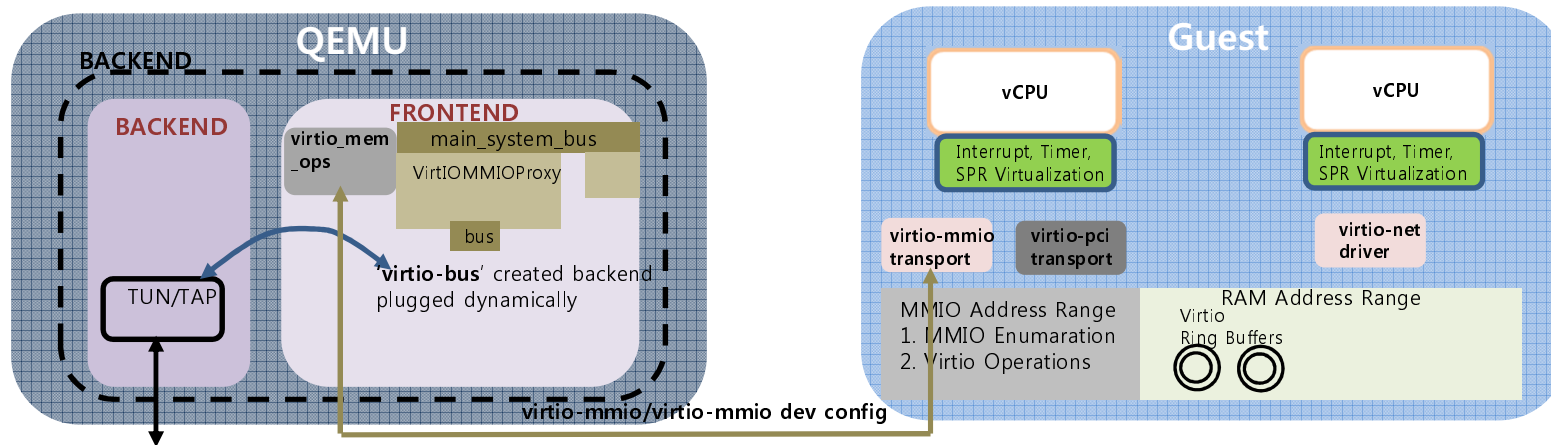 QEMU
BACKEND
BACKEND
FRONTEND
virtio_mem
_ops
main_system_bus
VirtIOMMIOProxy
bus
'virtio-bus' created backend
plugged dynamically
TUN/TAP
virtio-mmio/virtio-mmio dev config
Guest
vCPU
vCPU
Interrupt, Timer,
SPR Virtualization
Interrupt, Timer,
SPR Virtualization
virtio-mmio
transport
virtio-pci
transport
virtio-net
driver
MMIO Address Range
1. MMIO Enumaration
2. Virtio Operations
RAM Address Range
Virtio
Ring Buffers